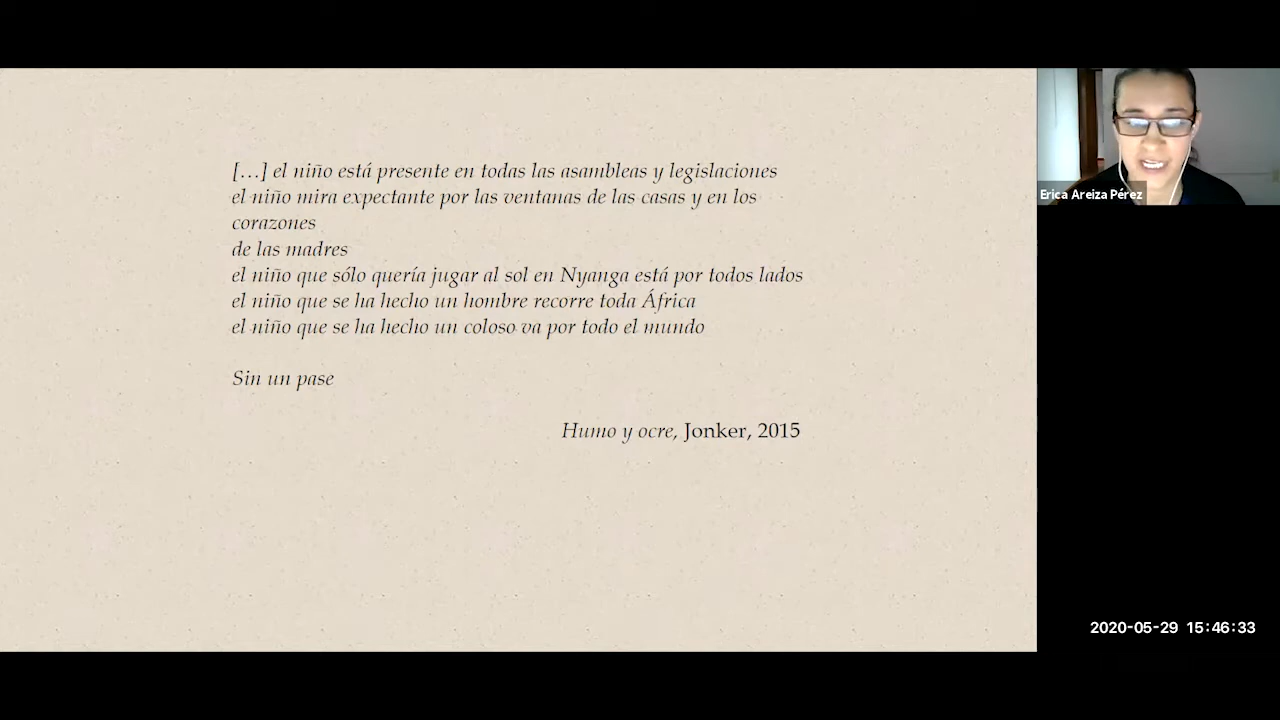 […] el niño está presente en todas las asambleas y legislaciones
el niño mira expectante por las ventanas de las casas y en los
corazones
de las madres
el niño que sólo quería jugar al sol en Nyanga está por todos lados
el niño que se ha hecho un hombre recorre toda África
el niño que se ha hecho un coloso va por todo el mundo
Sin un pase
Humo y ocre, Jonker, 2015
Erica Areiza Pérez
2020-05-29 15:46:33